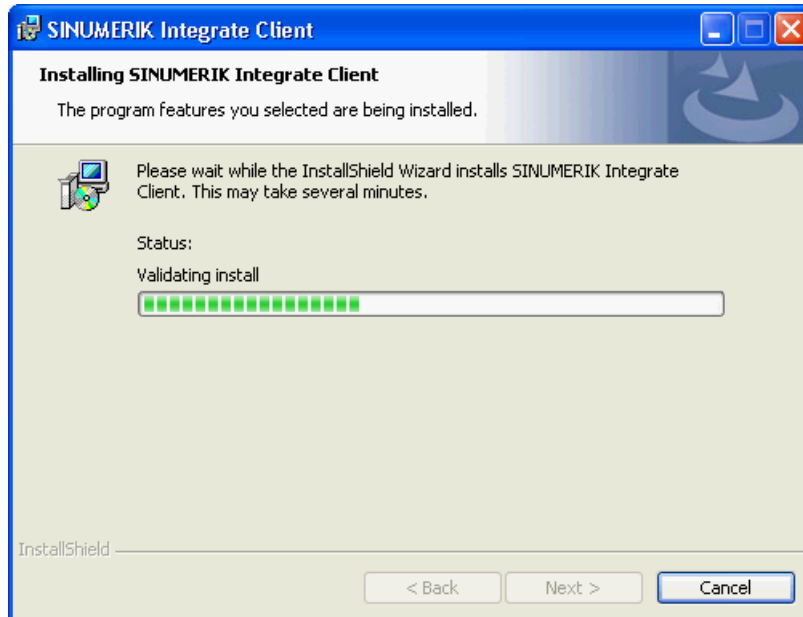 SINUMERIK Integrate Client
Installing SINUMERIK Integrate Client
The program features you selected are being installed.
Please wait while the InstallShield Wizard installs SINUMERIK Integrate
Client. This may take several minutes.
Status:
Validating install
InstallShield
< Back
Next >
Cancel